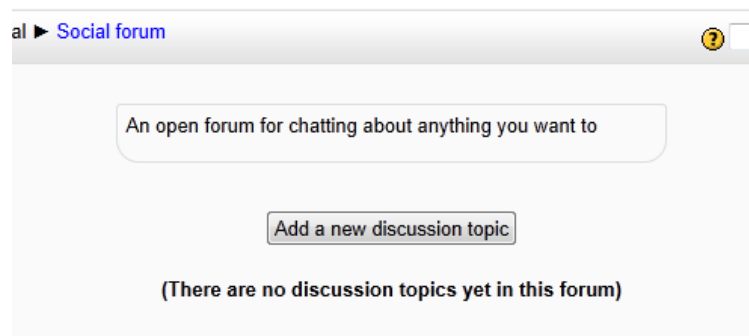 al ► Social forum
An open forum for chatting about anything you want to
Add a new discussion topic
(There are no discussion topics yet in this forum)